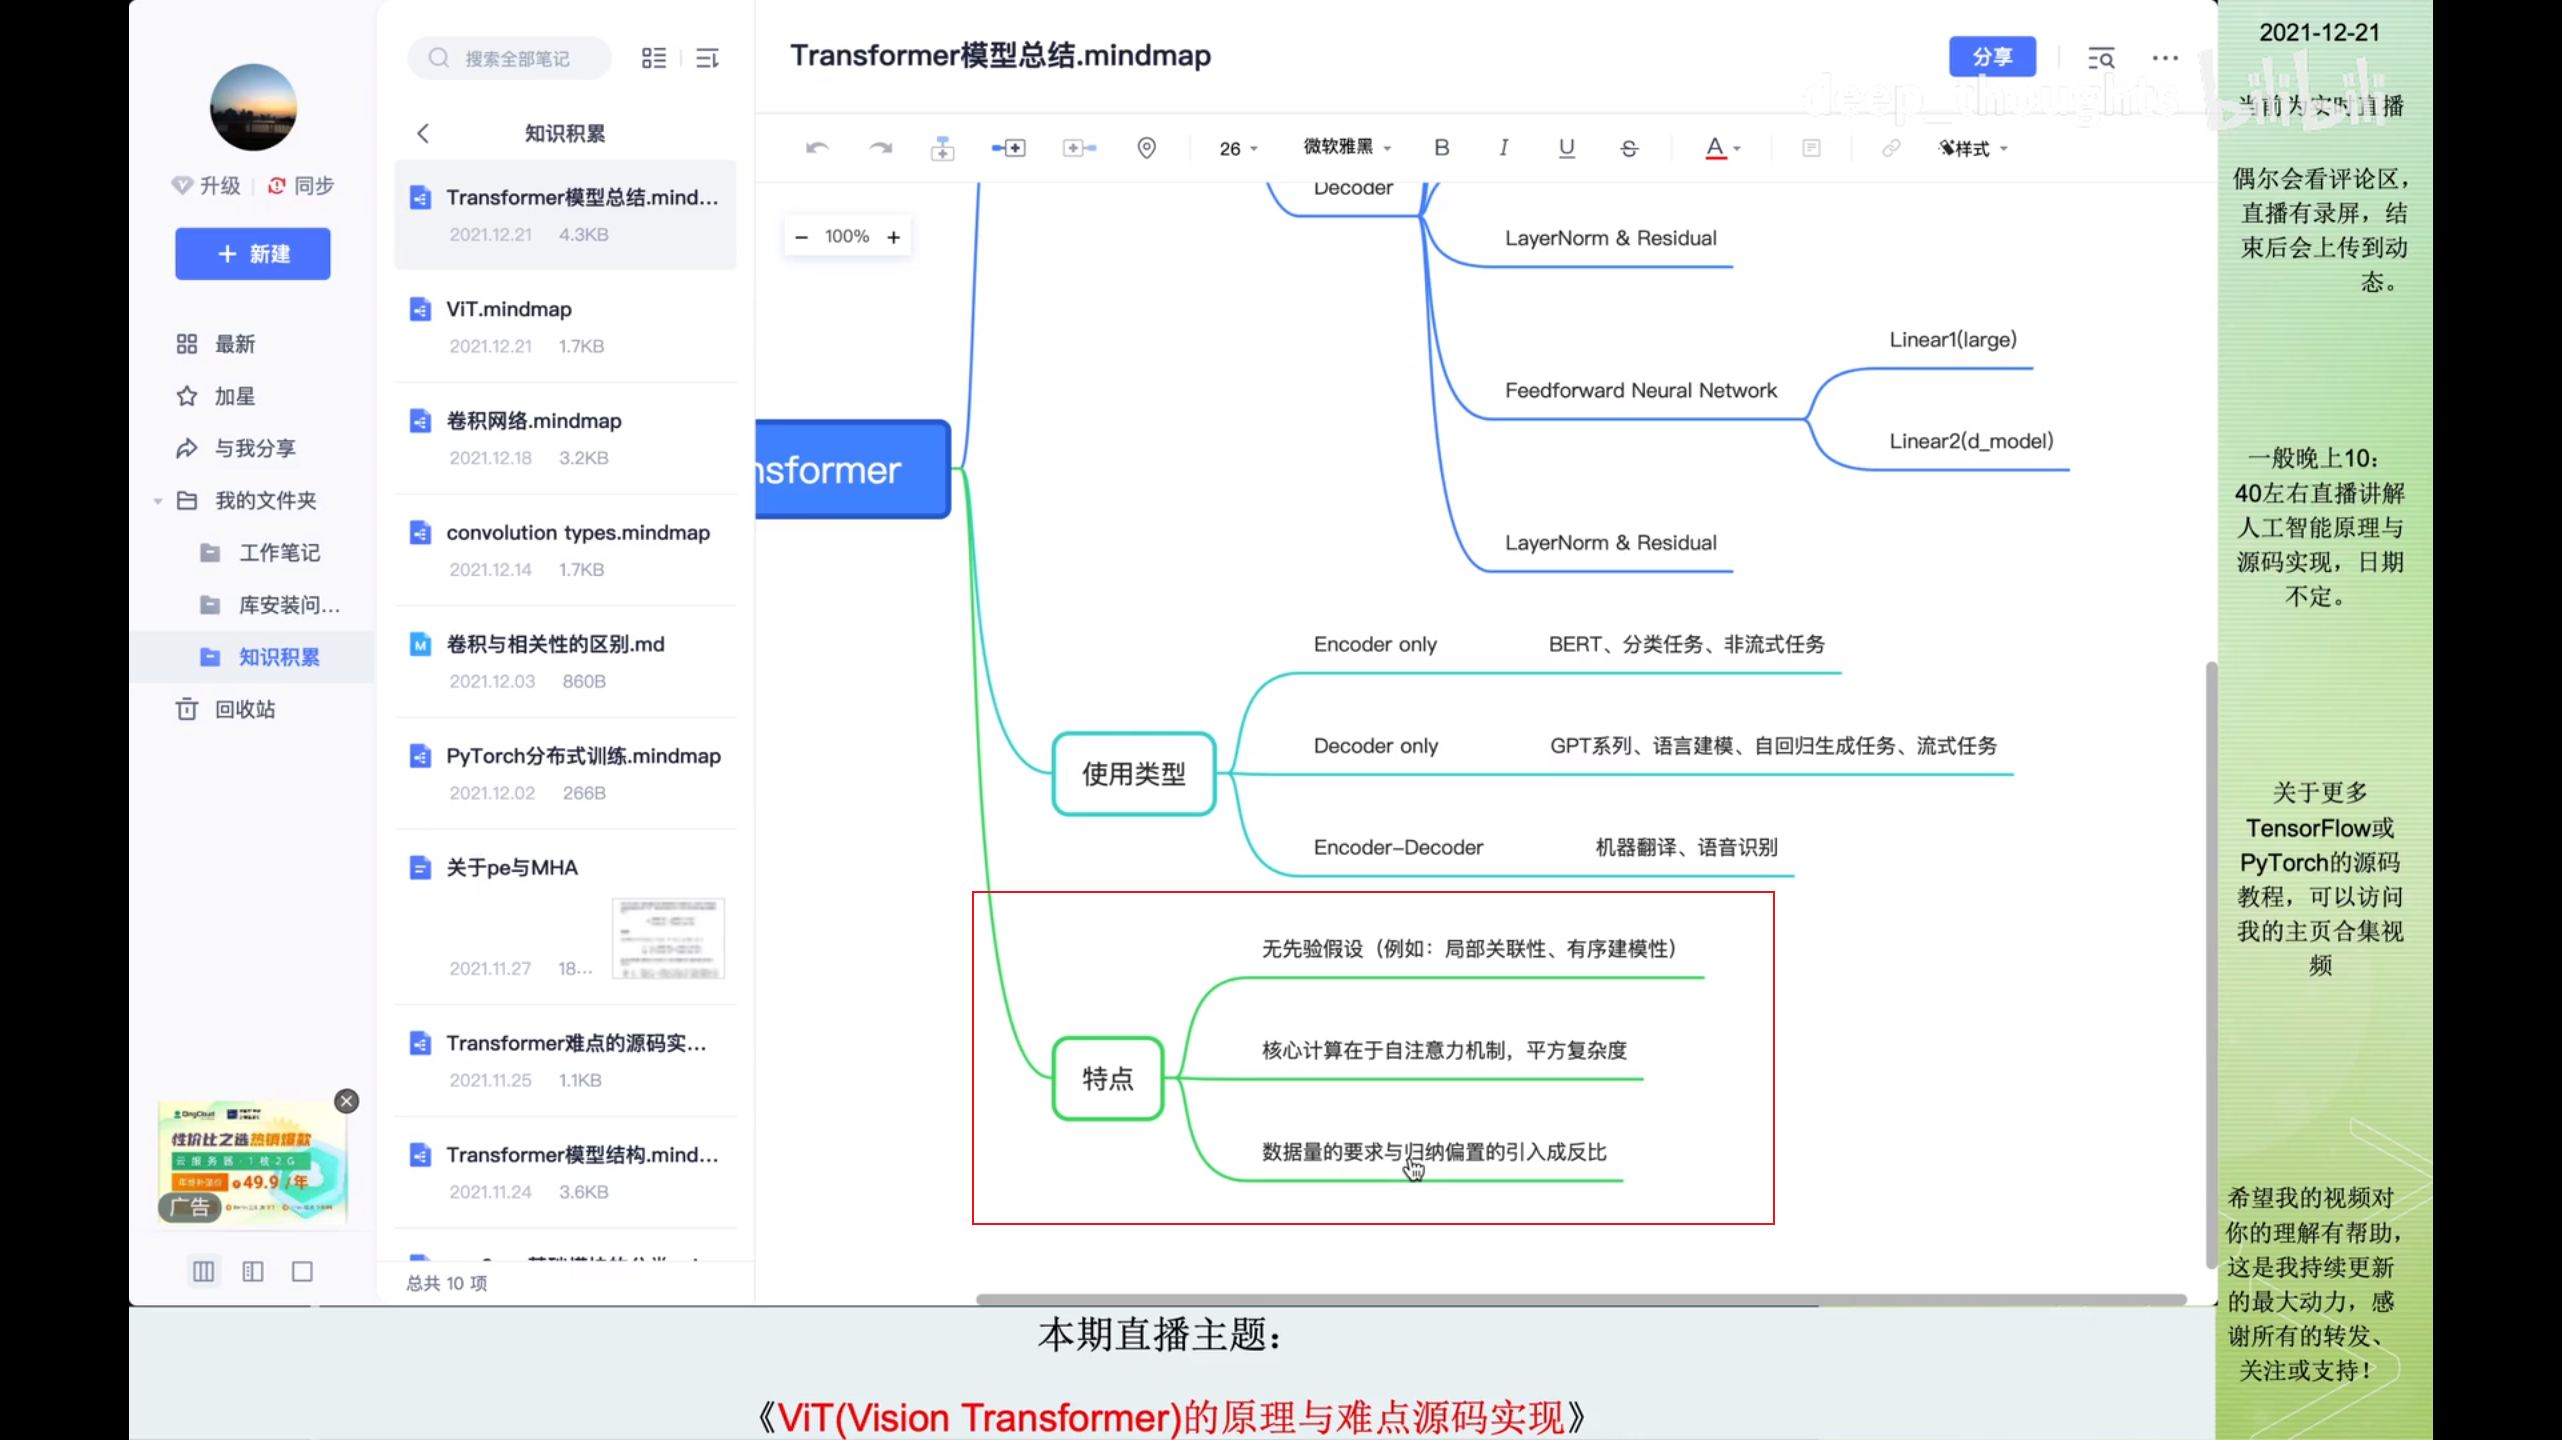 升级
同步
新建
最新
加星
与我分享
我的文件夹
工作笔记
库安装问...
知识积累
回收站
DingCloud
性价比之选热销爆款
云服务器·1核·2G
49.9/年
广告
搜索全部笔记
知识积累
Transformer模型总结.mind...
2021.12.21 4.3KB
ViT.mindmap
2021.12.21 1.7KB
卷积网络.mindmap
2021.12.18 3.2KB
convolution types.mindmap
2021.12.14 1.7KB
卷积与相关性的区别.md
2021.12.03 860B
PyTorch分布式训练.mindmap
2021.12.02 266B
关于pe与MHA
2021.11.27 18...
Transformer难点的源码实...
2021.11.25 1.1KB
Transformer模型结构.mind...
2021.11.24 3.6KB
总共 10 项
Transformer模型总结.mindmap
分享
26 微软雅黑 B I U S A 样式
100%
Decoder
LayerNorm & Residual
Linear1(large)
Feedforward Neural Network
Linear2(d_model)
LayerNorm & Residual
nsformer
Encoder only BERT、分类任务、非流式任务
使用类型
Decoder only GPT系列、语言建模、自回归生成任务、流式任务
Encoder-Decoder 机器翻译、语音识别
无先验假设（例如：局部关联性、有序建模性）
特点
核心计算在于自注意力机制，平方复杂度
数据量的要求与归纳偏置的引入成反比
deep_thoughts bilibili
2021-12-21
当前为实时直播
偶尔会看评论区，
直播有录屏，结
束后会上传到动
态。
一般晚上10：
40左右直播讲解
人工智能原理与
源码实现，日期
不定。
关于更多
TensorFlow或
PyTorch的源码
教程，可以访问
我的主页合集视
频
希望我的视频对
你的理解有帮助，
这是我持续更新
的最大动力，感
谢所有的转发、
关注或支持！
本期直播主题：
《ViT(Vision Transformer)的原理与难点源码实现》